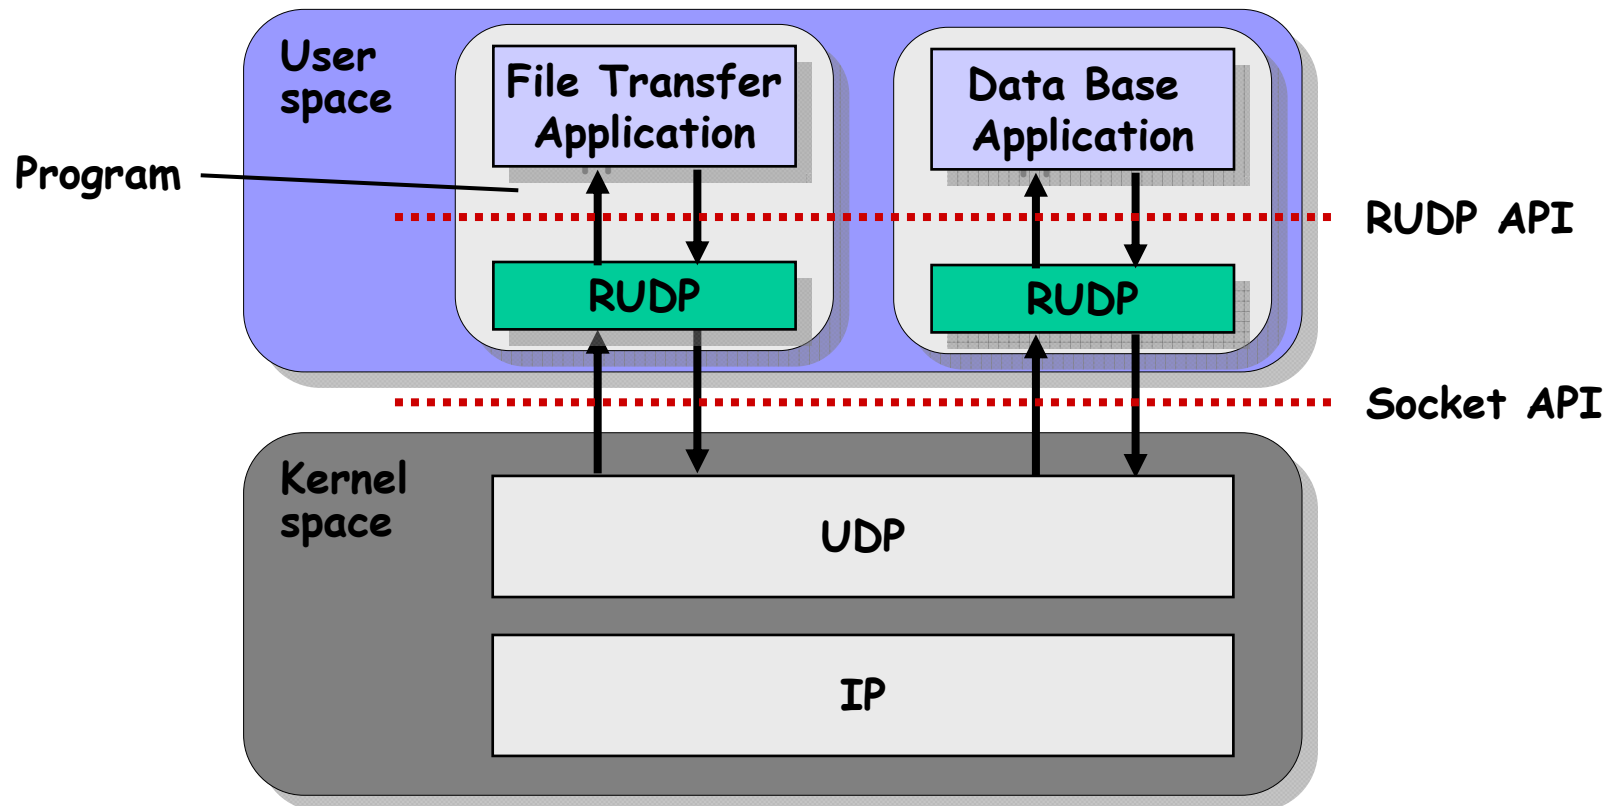 User
space
File Transfer
Application
Data Base
Application
Program
RUDP API
RUDP
RUDP
Socket API
Kernel
space
UDP
IP